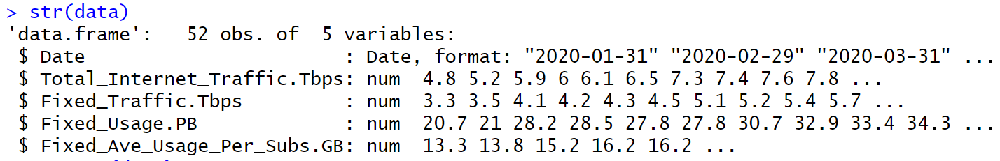 > str(data)
'data.frame':   52 obs. of  5 variables:
 $ Date                       : Date, format: "2020-01-31" "2020-02-29" "2020-03-31" ...
 $ Total_Internet_Traffic.Tbps: num  4.8 5.2 5.9 6 6.1 6.5 7.3 7.4 7.6 7.8 ...
 $ Fixed_Traffic.Tbps         : num  3.3 3.5 4.1 4.2 4.3 4.5 5.1 5.2 5.4 5.7 ...
 $ Fixed_Usage.PB             : num  20.7 21 28.2 28.5 27.8 27.8 30.7 32.9 33.4 34.3 ...
 $ Fixed_Ave_Usage_Per_Subs.GB: num  13.3 13.8 15.2 16.2 16.2 ...